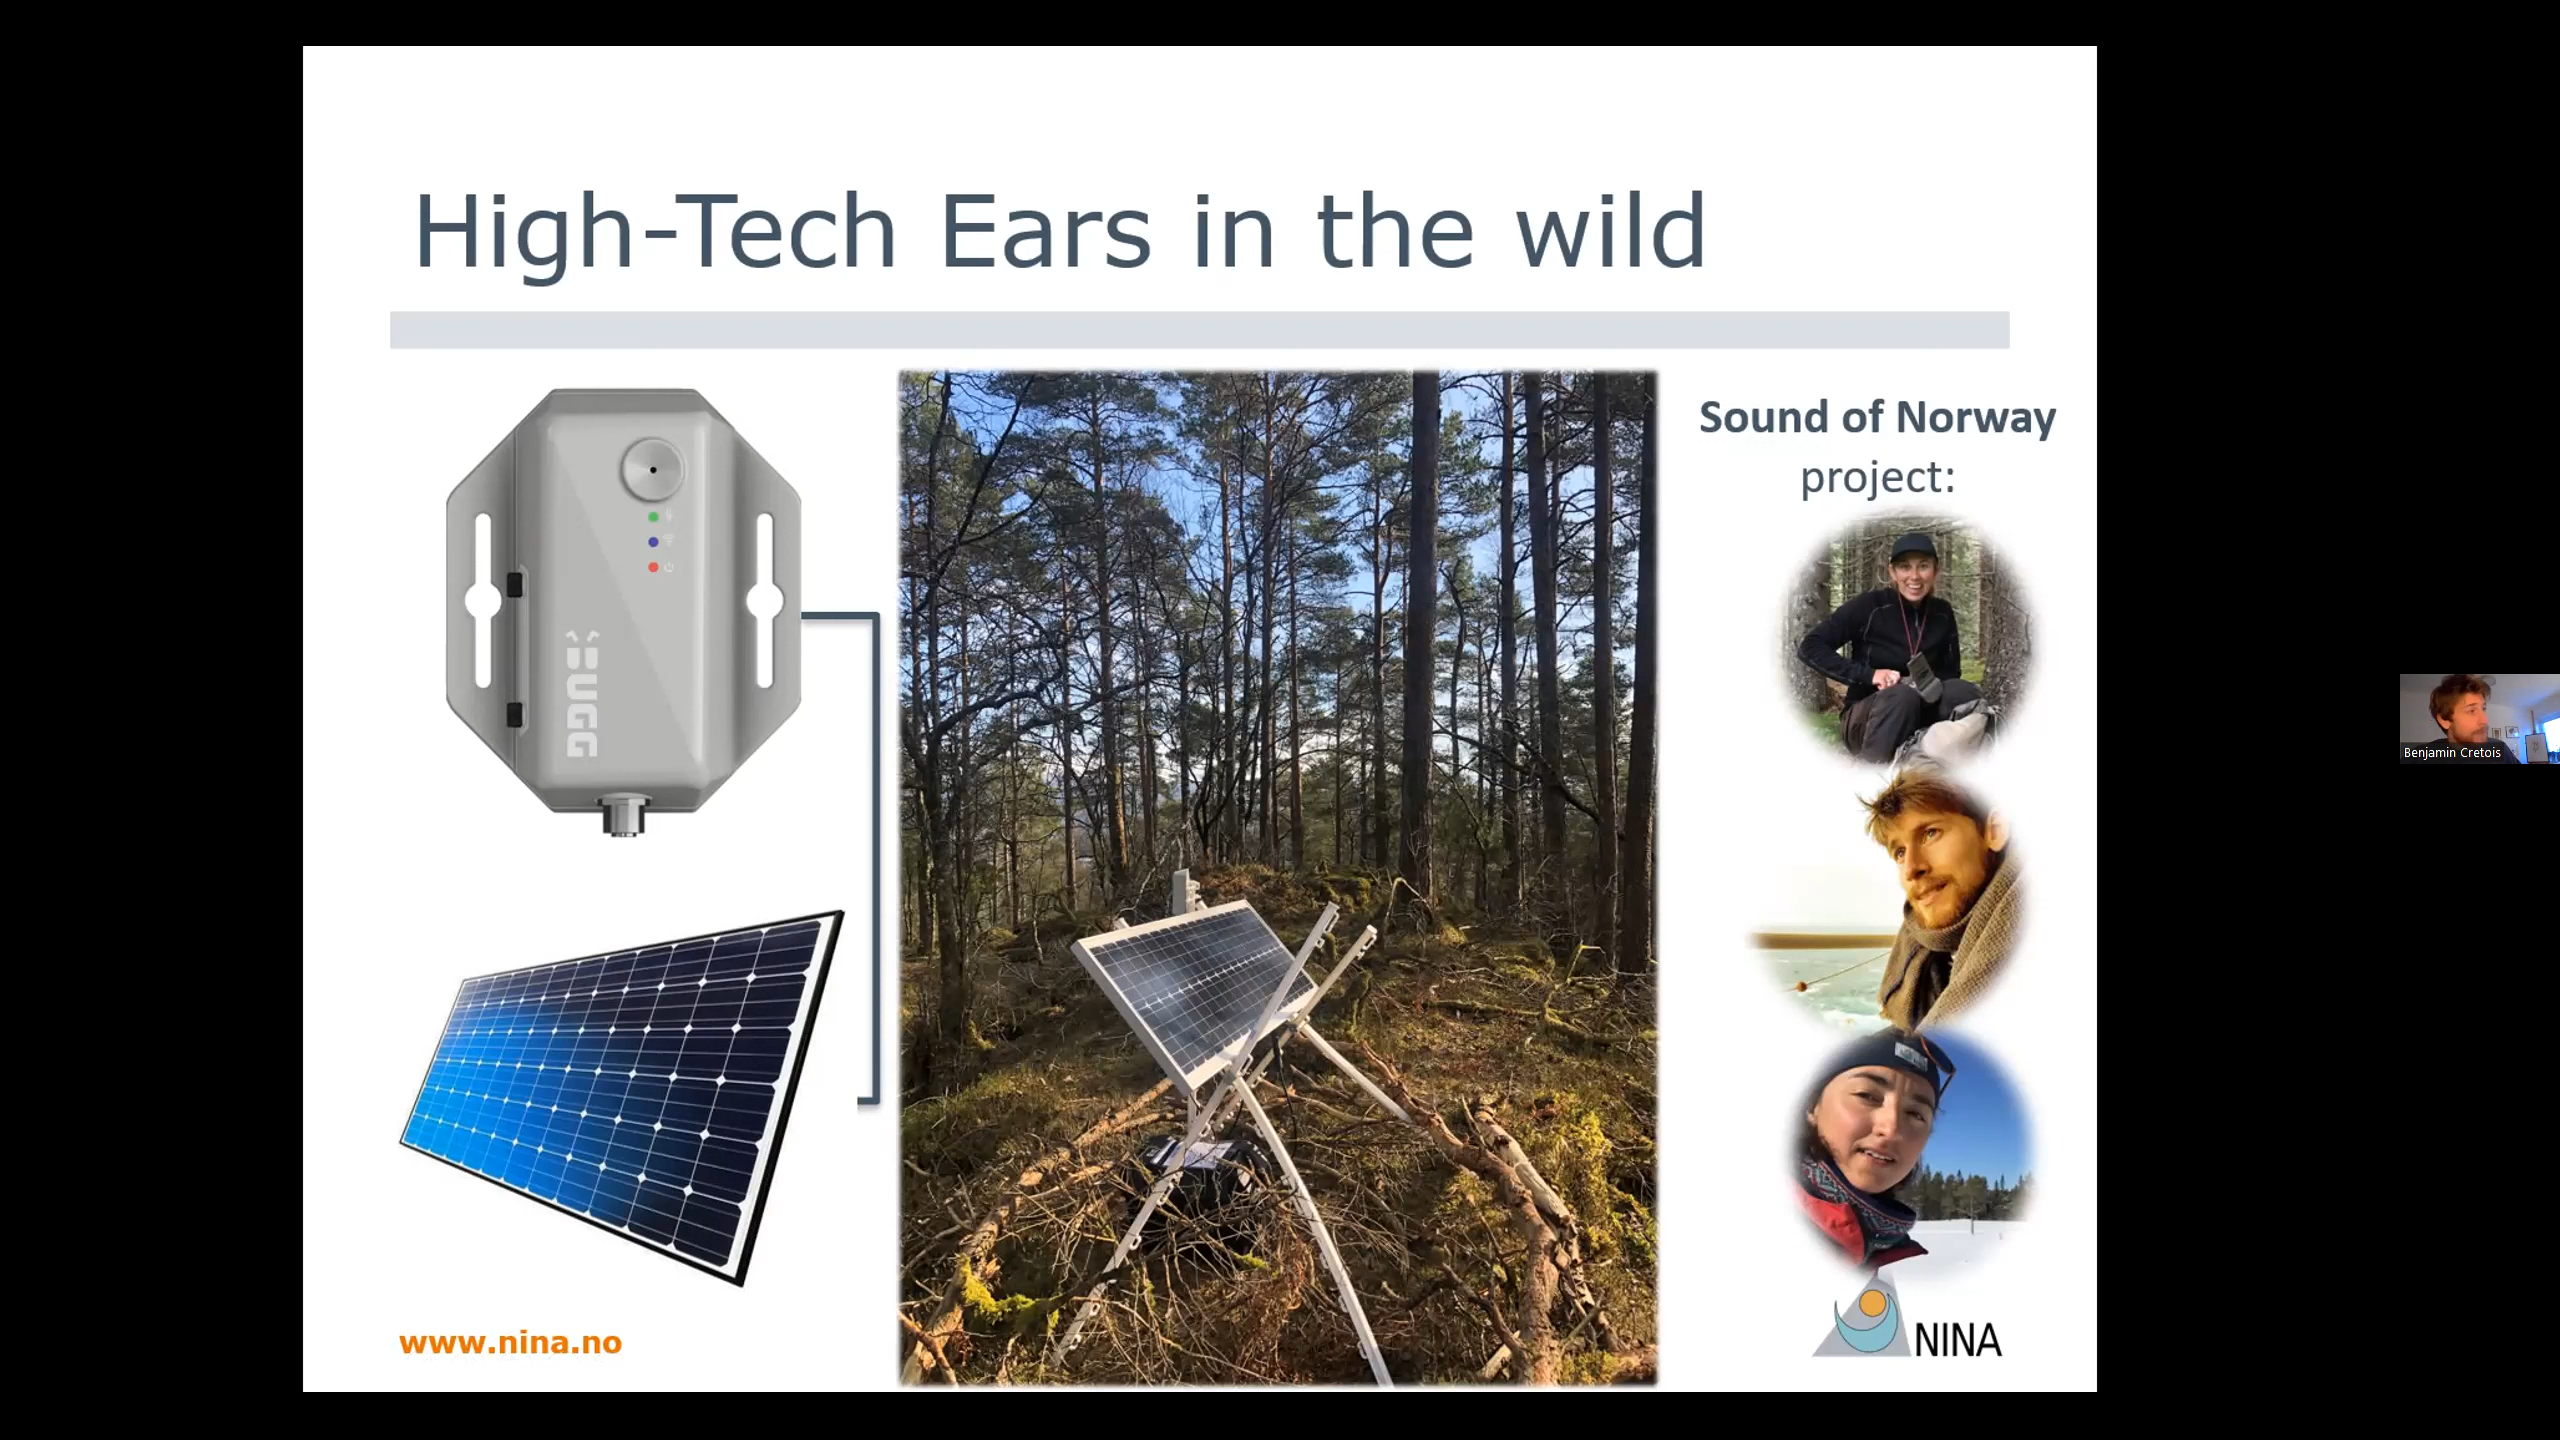 High-Tech Ears in the wild
Sound of Norway
project:
BUGG
Benjamin Cretois
www.nina.no
NINA